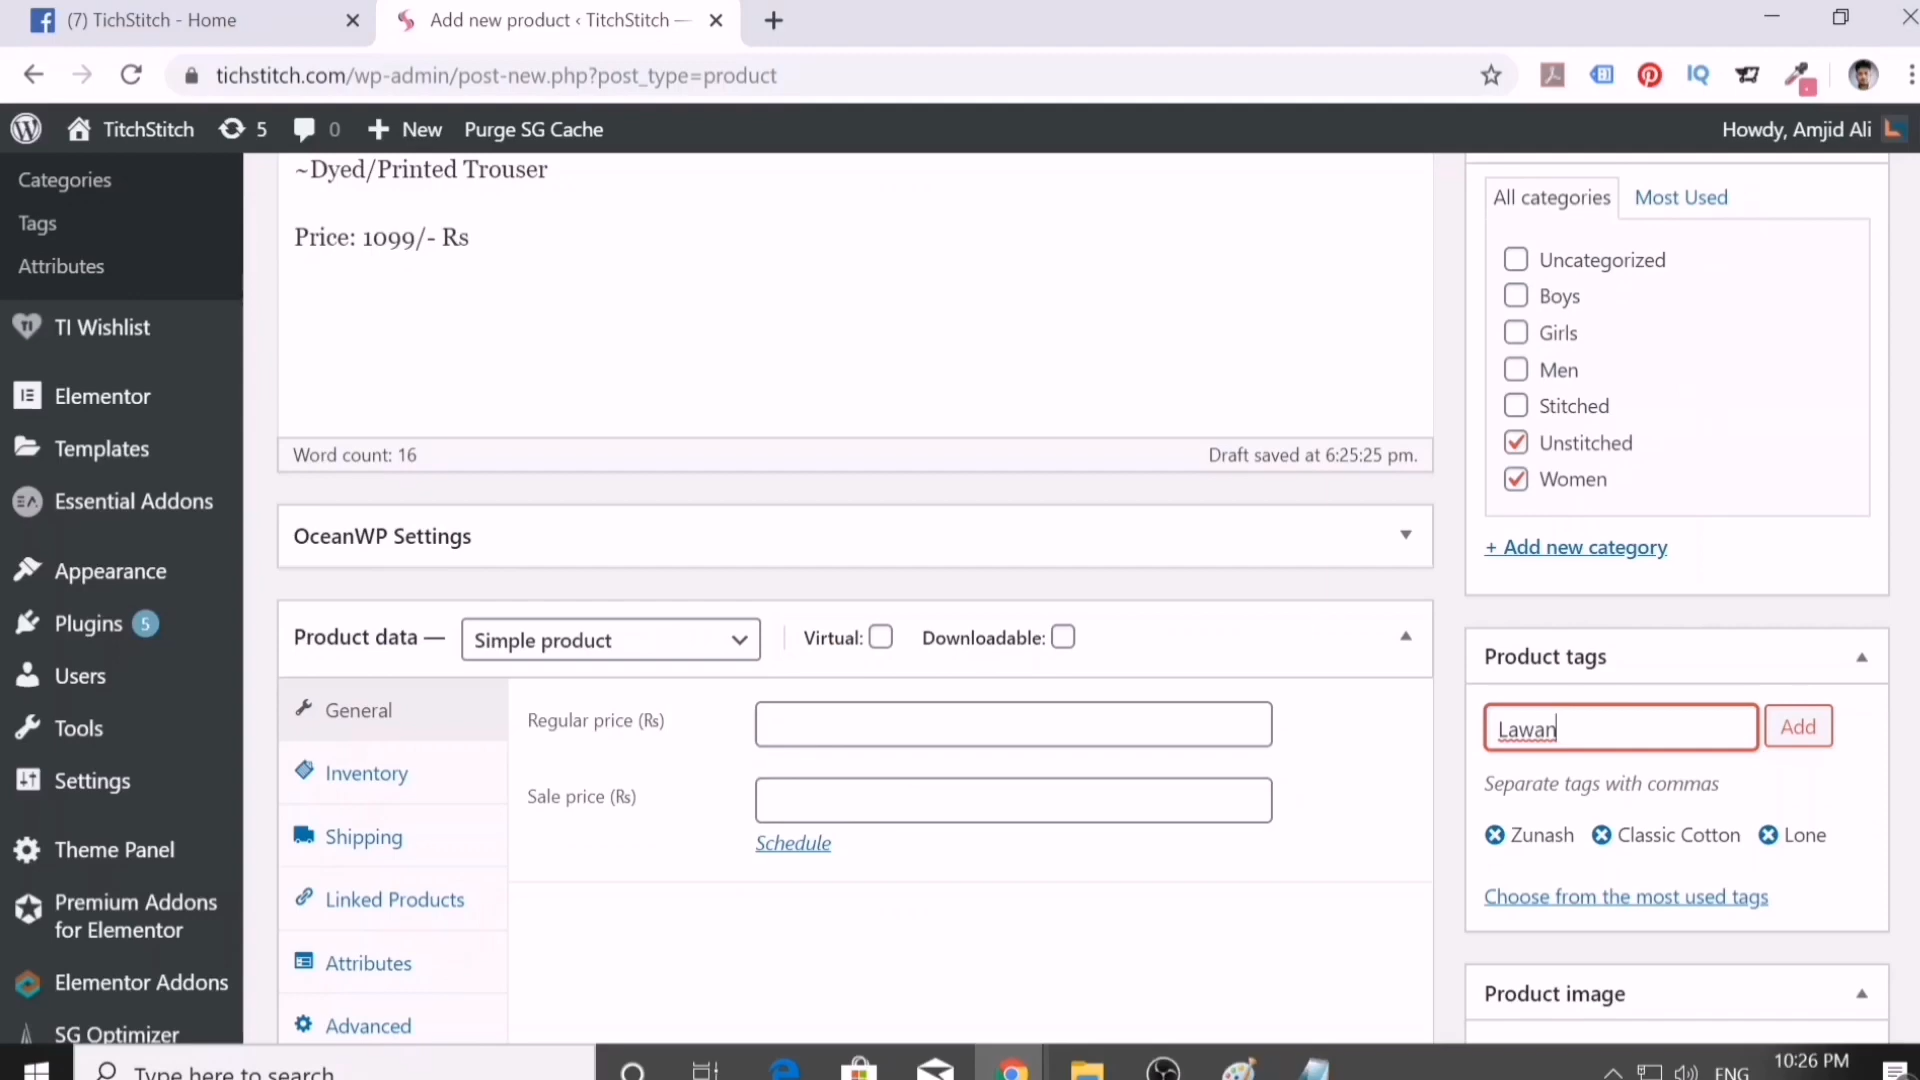 (7) TichStitch - Home
Add new product ‹ TitchStitch —
tichstitch.com/wp-admin/post-new.php?post_type=product
IQ
TitchStitch 5 0 New Purge SG Cache
Howdy, Amjid Ali
Categories
Tags
Attributes
TI Wishlist
Elementor
Templates
Essential Addons
Appearance
Plugins 5
Users
Tools
Settings
Theme Panel
Premium Addons
for Elementor
Elementor Addons
SG Optimizer
~Dyed/Printed Trouser
Price: 1099/- Rs
Word count: 16
Draft saved at 6:25:25 pm.
OceanWP Settings
Product data —
Simple product
Virtual:
Downloadable:
General
Inventory
Shipping
Linked Products
Attributes
Advanced
Regular price (Rs)
Sale price (Rs)
Schedule
All categories
Most Used
Uncategorized
Boys
Girls
Men
Stitched
Unstitched
Women
+ Add new category
Product tags
Lawan
Add
Separate tags with commas
Zunash
Classic Cotton
Lone
Choose from the most used tags
Product image
Type here to search
ENG
10:26 PM